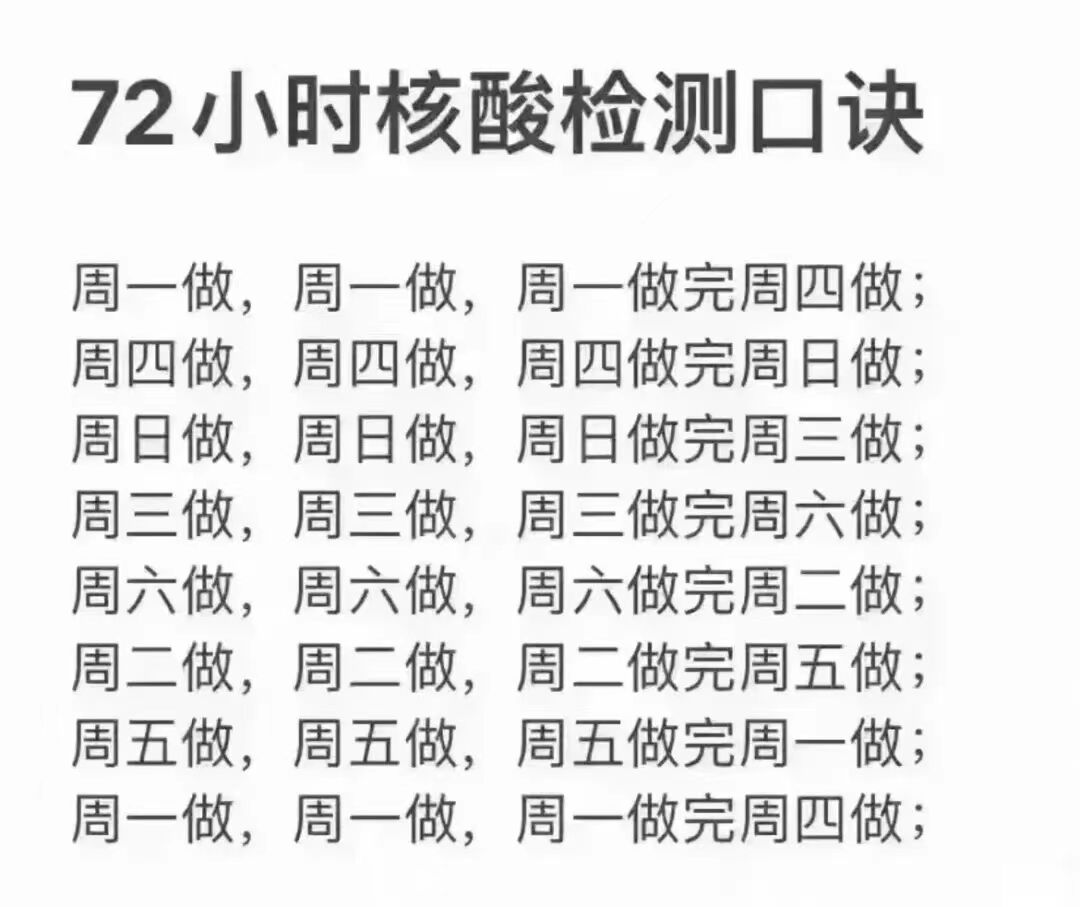 72小时核酸检测口诀
周一做，周一做，周一做完周四做；
周四做，周四做，周四做完周日做；
周日做，周日做，周日做完周三做；
周三做，周三做，周三做完周六做；
周六做，周六做，周六做完周二做；
周二做，周二做，周二做完周五做；
周五做，周五做，周五做完周一做；
周一做，周一做，周一做完周四做；